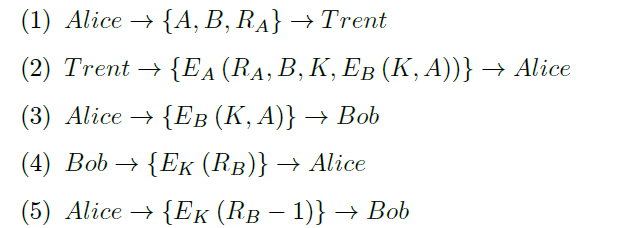 (1) Alice → {A, B, R_A} → Trent
(2) Trent → {E_A (R_A, B, K, E_B (K, A))} → Alice
(3) Alice → {E_B (K, A)} → Bob
(4) Bob → {E_K (R_B)} → Alice
(5) Alice → {E_K (R_B − 1)} → Bob